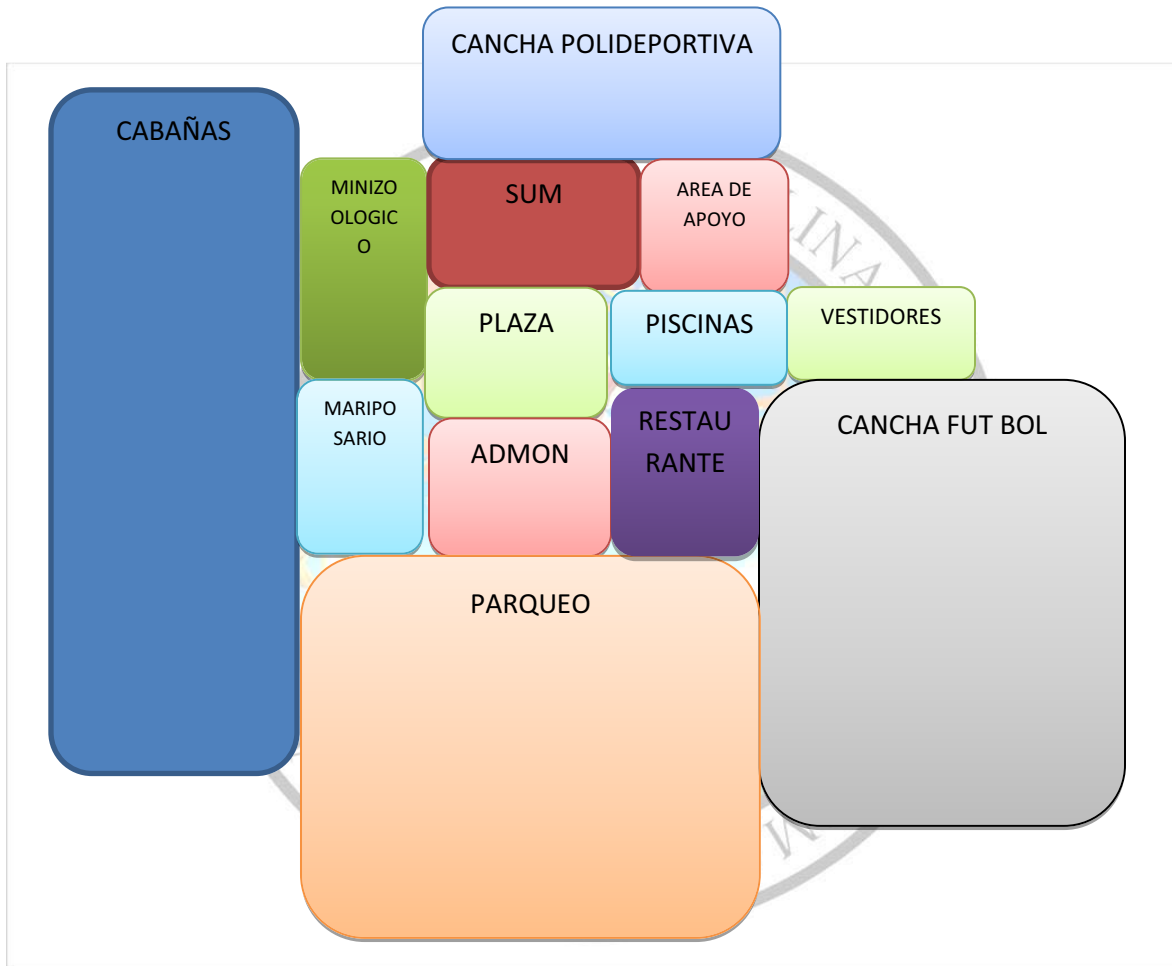 CANCHA POLIDEPORTIVA
CABAÑAS
MINIZO
OLOGIC
O
SUM
AREA DE
APOYO
PLAZA
PISCINAS
VESTIDORES
MARIPO
SARIO
ADMON
RESTAU
RANTE
CANCHA FUT BOL
PARQUEO
LINA
M